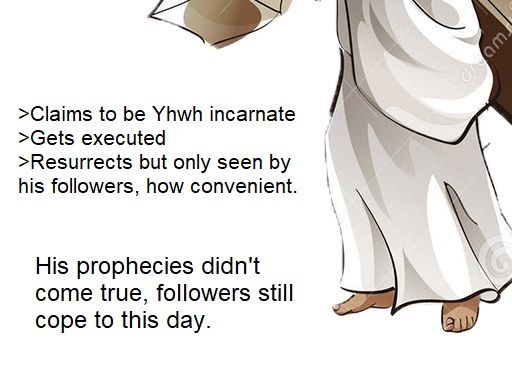 >Claims to be Yhwh incarnate
>Gets executed
>Resurrects but only seen by
his followers, how convenient.
His prophecies didn't
come true, followers still
cope to this day.